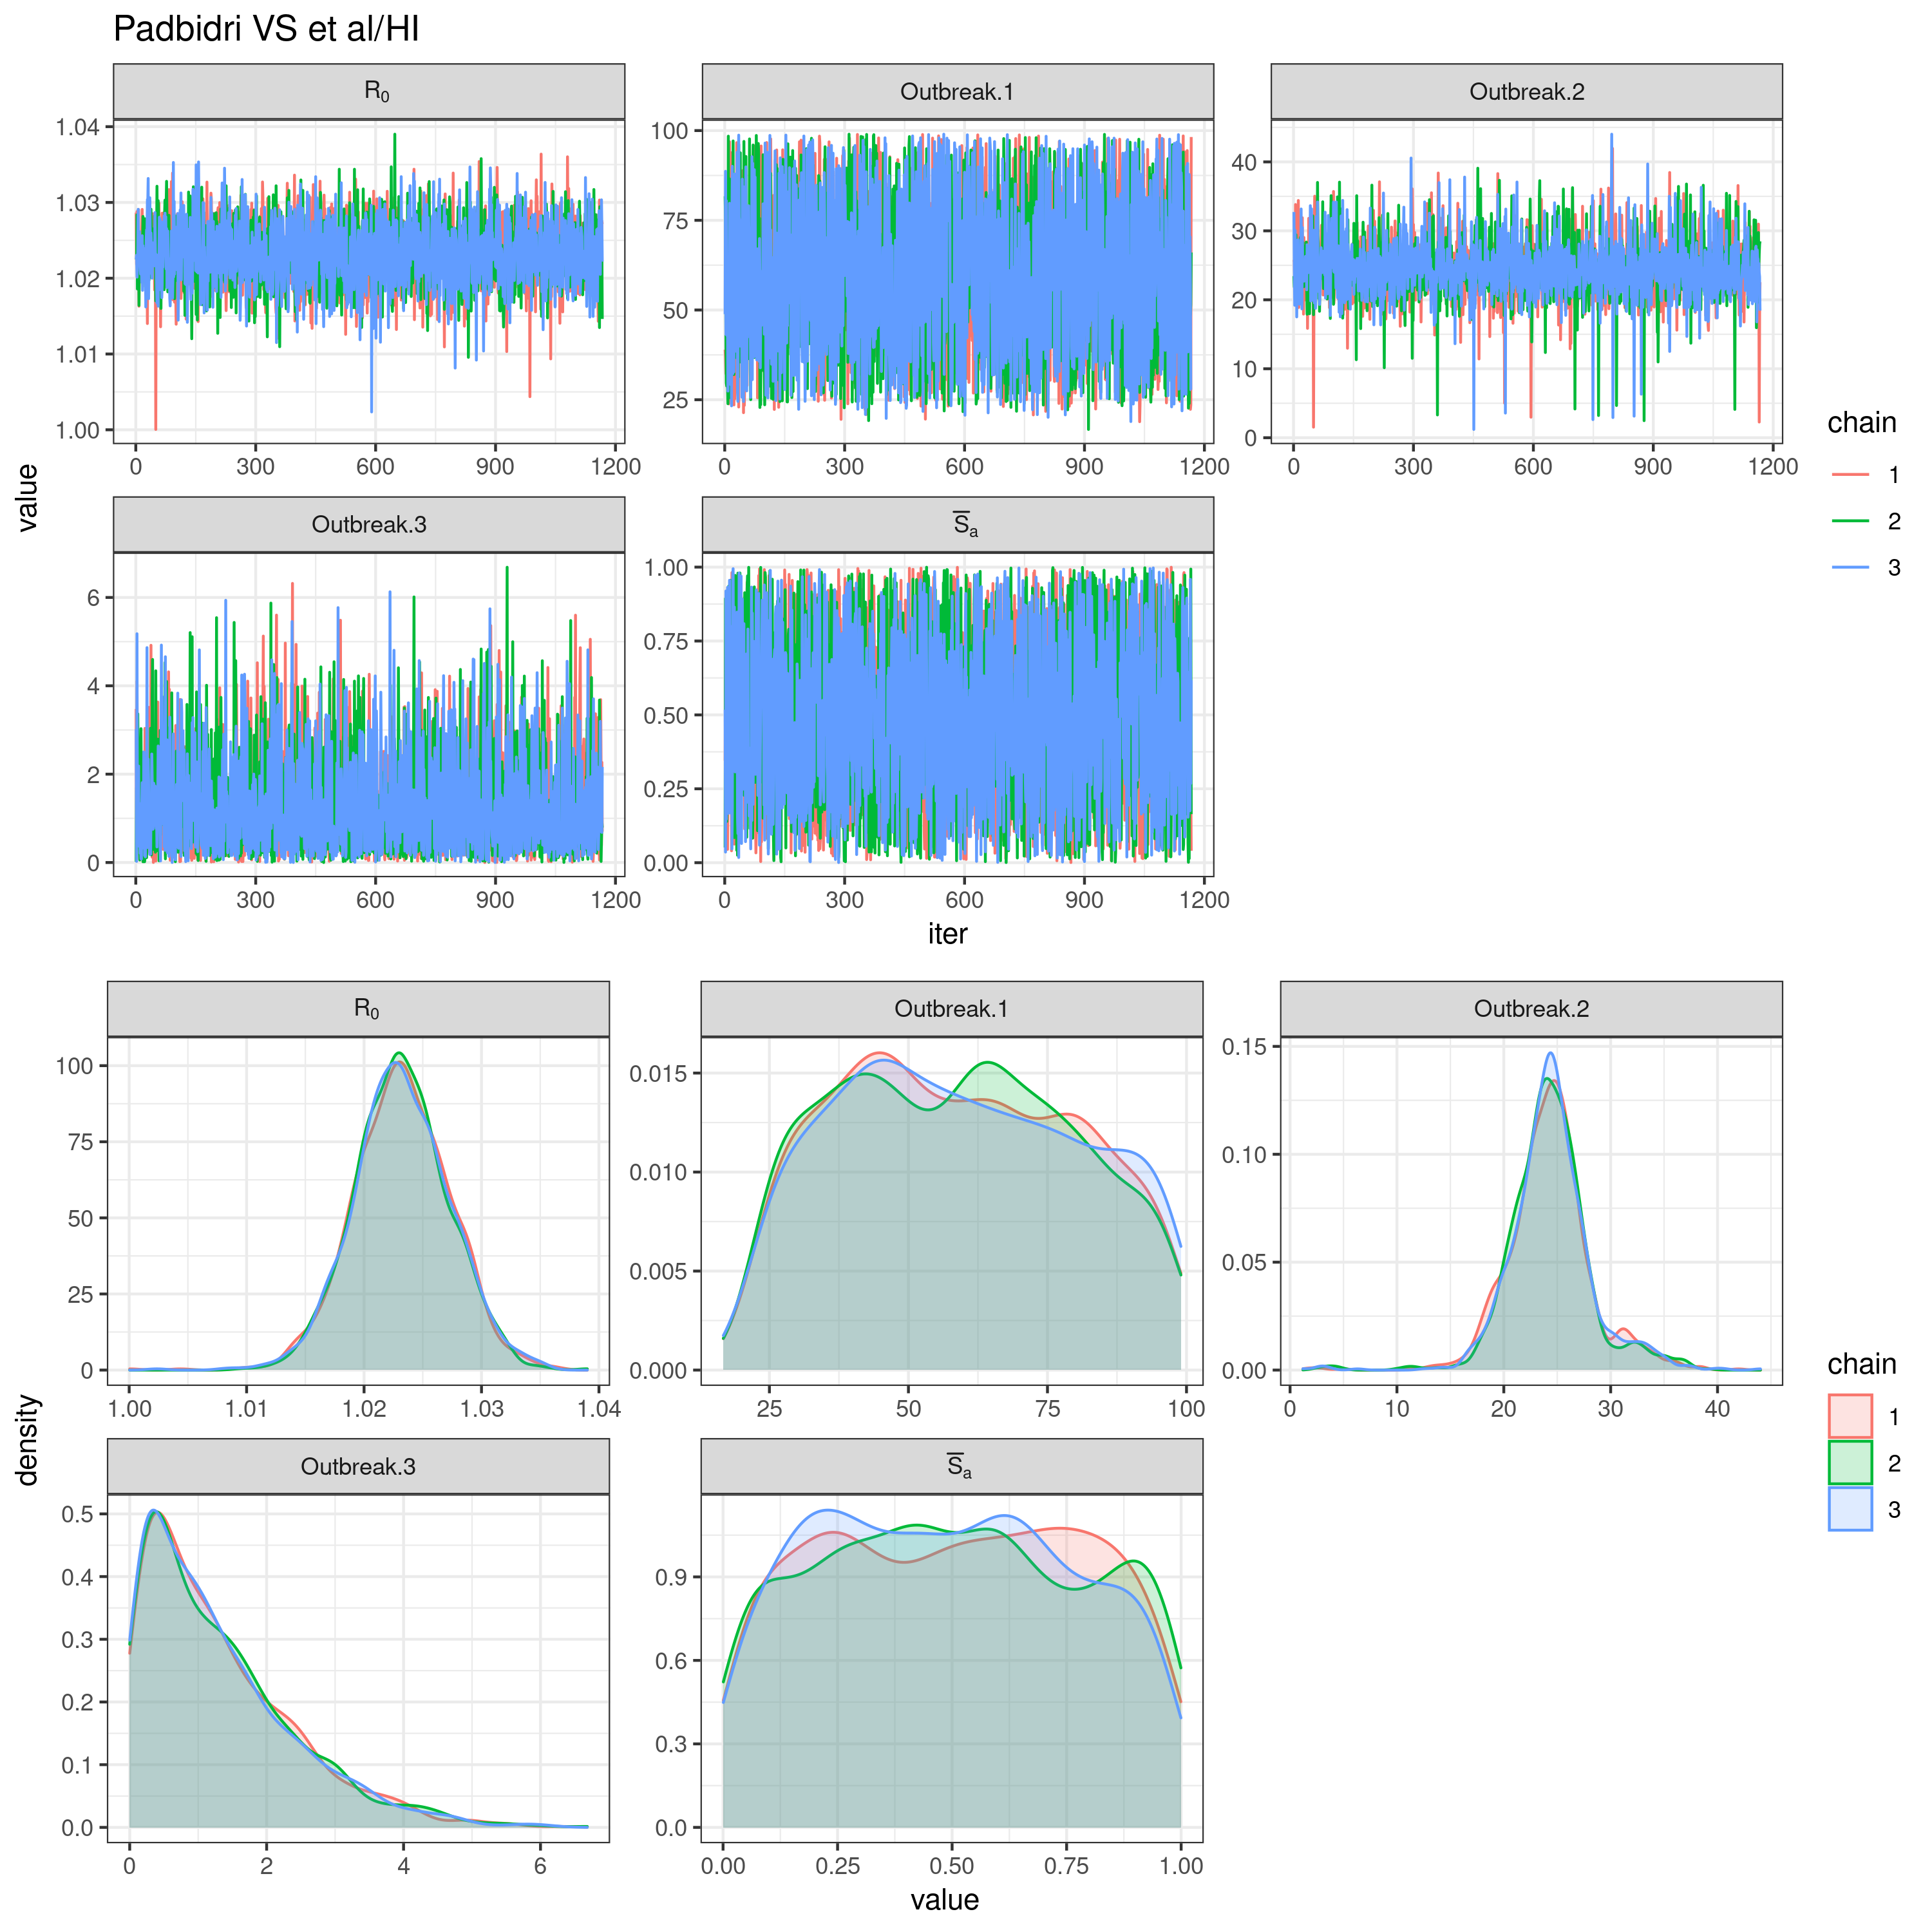 Padbidri VS et al/HI
R₀
Outbreak.1
Outbreak.2
1.04
1.03
1.02
1.01
1.00
0 300 600 900 1200
100
75
50
25
0 300 600 900 1200
40
30
20
10
0
0 300 600 900 1200
value
Outbreak.3
S̅ₐ
6
4
2
0
0 300 600 900 1200
1.00
0.75
0.50
0.25
0.00
0 300 600 900 1200
iter
chain
1
2
3
R₀
Outbreak.1
Outbreak.2
100
75
50
25
0
1.00 1.01 1.02 1.03 1.04
0.015
0.010
0.005
0.000
25 50 75 100
0.15
0.10
0.05
0.00
0 10 20 30 40
density
Outbreak.3
S̅ₐ
0.5
0.4
0.3
0.2
0.1
0.0
0 2 4 6
0.9
0.6
0.3
0.0
0.00 0.25 0.50 0.75 1.00
value
chain
1
2
3